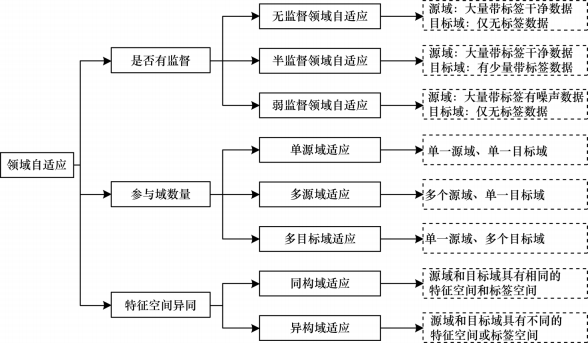 领域自适应
是否有监督
无监督领域自适应
源域：大量带标签干净数据
目标域：仅无标签数据
半监督领域自适应
源域：大量带标签干净数据
目标域：有少量带标签数据
弱监督领域自适应
源域：大量带标签有噪声数据
目标域：仅无标签数据
参与域数量
单源域适应
单一源域、单一目标域
多源域适应
多个源域、单一目标域
多目标域适应
单一源域、多个目标域
特征空间异同
同构域适应
源域和目标域具有相同的
特征空间和标签空间
异构域适应
源域和目标域具有不同的
特征空间或标签空间